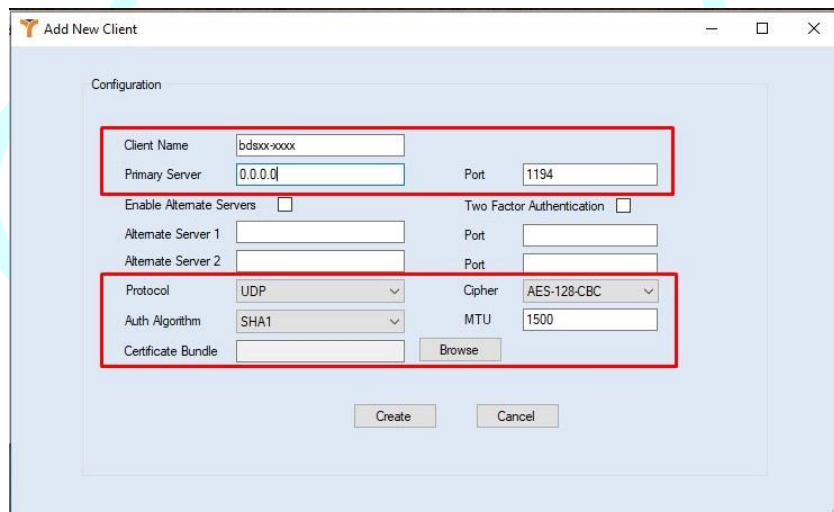 Add New Client
Configuration
Client Name bdsxx-xxxx
Primary Server 0.0.0.0 Port 1194
Enable Alternate Servers Two Factor Authentication
Alternate Server 1 Port
Alternate Server 2 Port
Protocol UDP Cipher AES-128-CBC
Auth Algorithm SHA1 MTU 1500
Certificate Bundle Browse
Create Cancel